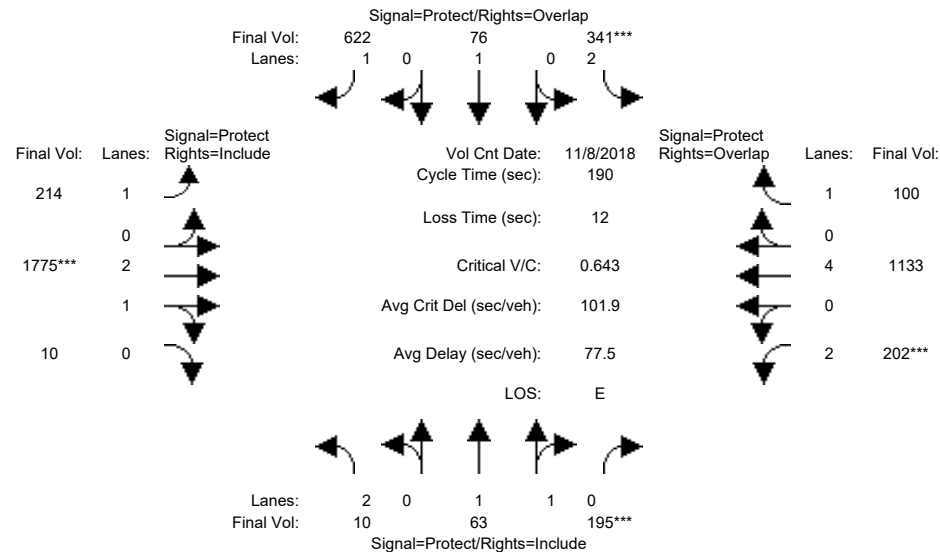 Signal=Protect/Rights=Overlap
Final Vol: 622 76 341***
Lanes: 1 0 1 0 2
Signal=Protect
Final Vol: Lanes: Rights=Include
Vol Cnt Date: 11/8/2018
Signal=Protect
Rights=Overlap Lanes: Final Vol:
Cycle Time (sec): 190
214 1
1 100
Loss Time (sec): 12
0
0
1775*** 2
Critical V/C: 0.643
4 1133
1
Avg Crit Del (sec/veh): 101.9
0
10 0
Avg Delay (sec/veh): 77.5
2 202***
LOS: E
Lanes: 2 0 1 1 0
Final Vol: 10 63 195***
Signal=Protect/Rights=Include